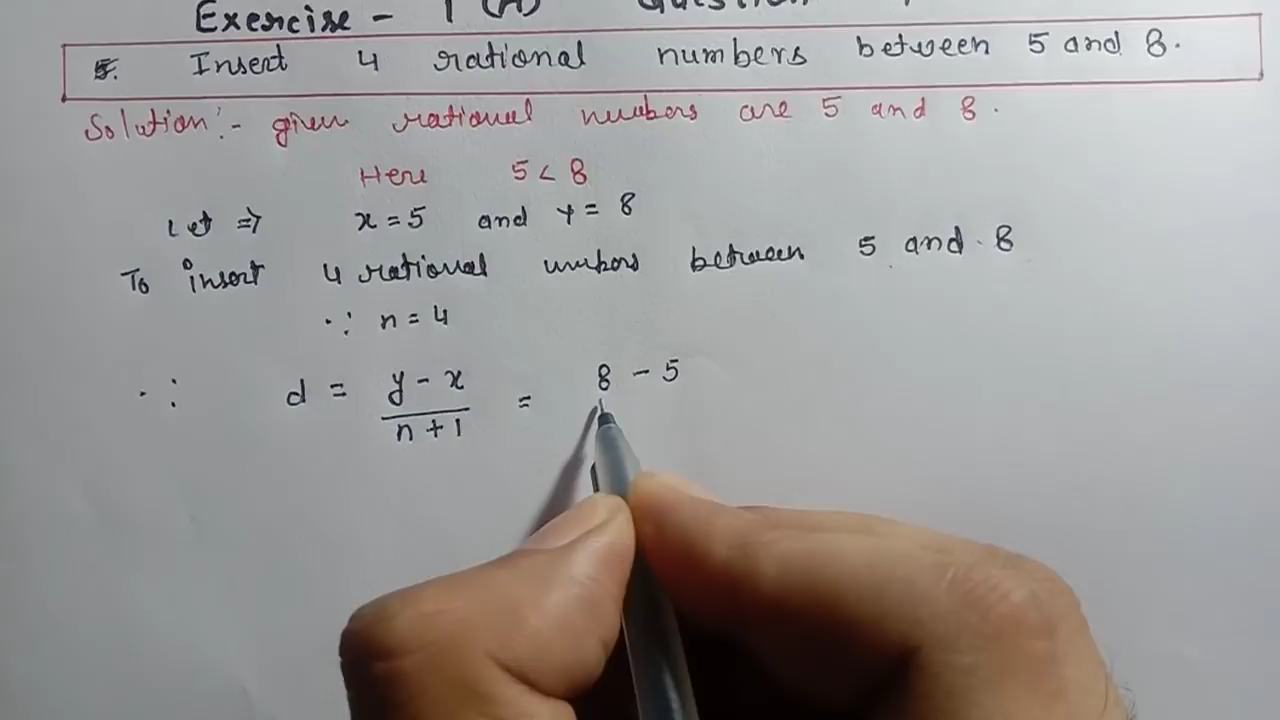 Exercise -
5. Insert 4 rational numbers between 5 and 8.
Solution:- given rational numbers are 5 and 8.
Here 5 < 8
Let ⇒ x = 5 and y = 8
To insert 4 rational numbers between 5 and 8
∵ n = 4
∵ d = y - x / n + 1 = 8 - 5